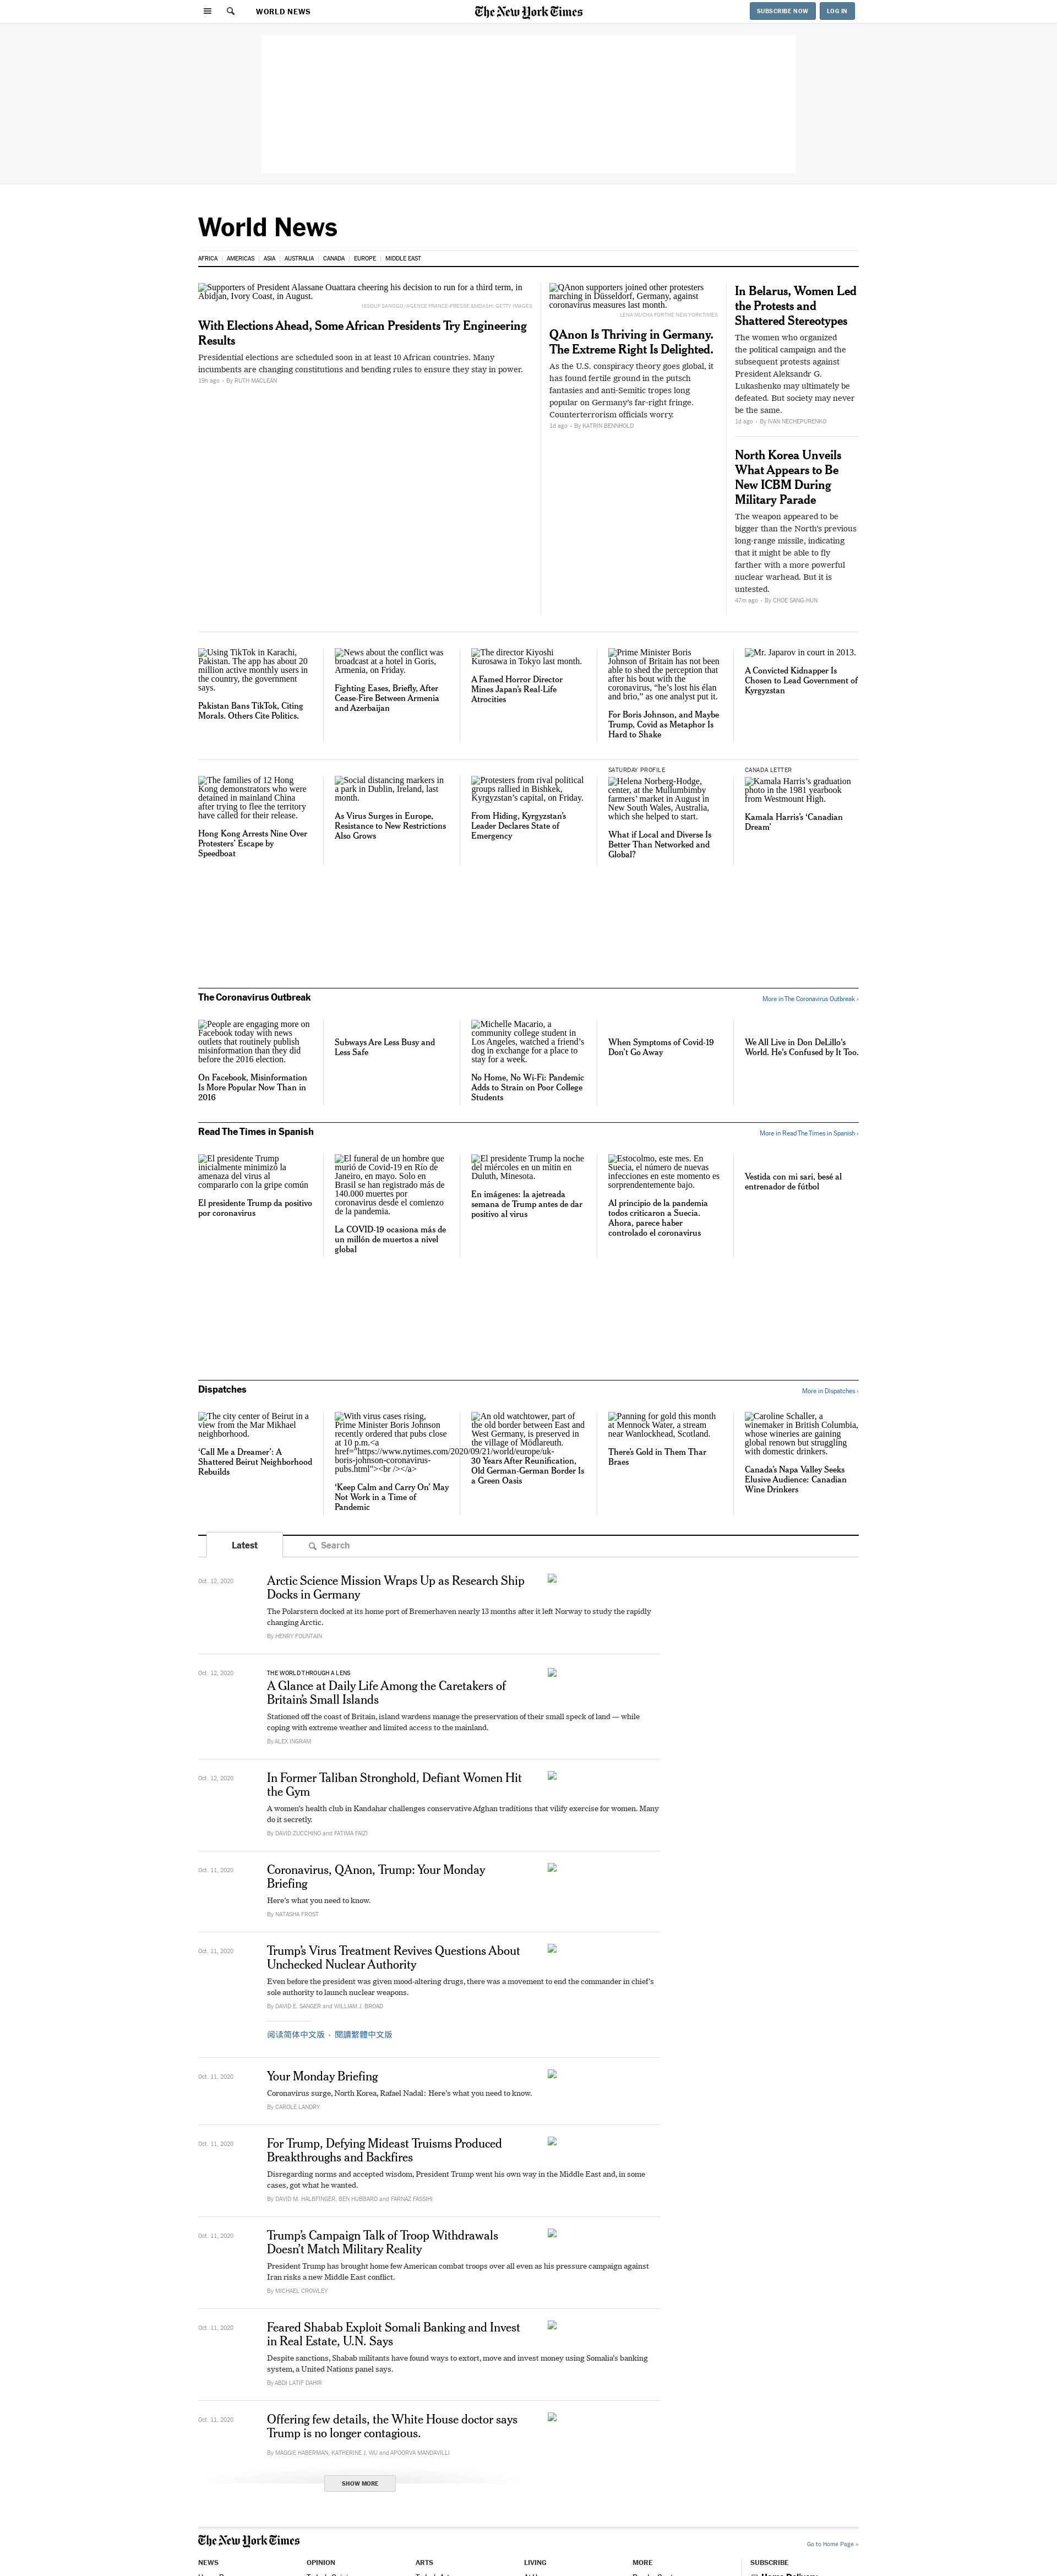 WORLD NEWS
The New York Times
SUBSCRIBE NOW
LOG IN
World News
AFRICA
AMERICAS
ASIA
AUSTRALIA
CANADA
EUROPE
MIDDLE EAST
Supporters of President Alassane Ouattara cheering his decision to run for a third term, in
Abidjan, Ivory Coast, in August.
ISSOUF SANOGO/AGENCE FRANCE-PRESSE &MDASH; GETTY IMAGES
With Elections Ahead, Some African Presidents Try Engineering
Results
Presidential elections are scheduled soon in at least 10 African countries. Many
incumbents are changing constitutions and bending rules to ensure they stay in power.
19h ago • By RUTH MACLEAN
QAnon supporters joined other protesters
marching in Düsseldorf, Germany, against
coronavirus measures last month.
LENA MUCHA FOR THE NEW YORK TIMES
QAnon Is Thriving in Germany.
The Extreme Right Is Delighted.
As the U.S. conspiracy theory goes global, it
has found fertile ground in the putsch
fantasies and anti-Semitic tropes long
popular on Germany's far-right fringe.
Counterterrorism officials worry.
1d ago • By KATRIN BENNHOLD
In Belarus, Women Led
the Protests and
Shattered Stereotypes
The women who organized
the political campaign and the
subsequent protests against
President Aleksandr G.
Lukashenko may ultimately be
defeated. But society may never
be the same.
1d ago • By IVAN NECHEPURENKO
North Korea Unveils
What Appears to Be
New ICBM During
Military Parade
The weapon appeared to be
bigger than the North's previous
long-range missile, indicating
that it might be able to fly
farther with a more powerful
nuclear warhead. But it is
untested.
47m ago • By CHOE SANG-HUN
Using TikTok in Karachi,
Pakistan. The app has about 20
million active monthly users in
the country, the government
says.
Pakistan Bans TikTok, Citing
Morals. Others Cite Politics.
News about the conflict was
broadcast at a hotel in Goris,
Armenia, on Friday.
Fighting Eases, Briefly, After
Cease-Fire Between Armenia
and Azerbaijan
The director Kiyoshi
Kurosawa in Tokyo last month.
A Famed Horror Director
Mines Japan's Real-Life
Atrocities
Prime Minister Boris
Johnson of Britain has not been
able to shed the perception that
after his bout with the
coronavirus, “he's lost his élan
and brio,” as one analyst put it.
For Boris Johnson, and Maybe
Trump, Covid as Metaphor Is
Hard to Shake
Mr. Japarov in court in 2013.
A Convicted Kidnapper Is
Chosen to Lead Government of
Kyrgyzstan
The families of 12 Hong
Kong demonstrators who were
detained in mainland China
after trying to flee the territory
have called for their release.
Hong Kong Arrests Nine Over
Protesters' Escape by
Speedboat
Social distancing markers in
a park in Dublin, Ireland, last
month.
As Virus Surges in Europe,
Resistance to New Restrictions
Also Grows
Protesters from rival political
groups rallied in Bishkek,
Kyrgyzstan's capital, on Friday.
From Hiding, Kyrgyzstan's
Leader Declares State of
Emergency
SATURDAY PROFILE
Helena Norberg-Hodge,
center, at the Mullumbimby
farmers' market in August in
New South Wales, Australia,
which she helped to start.
What if Local and Diverse Is
Better Than Networked and
Global?
CANADA LETTER
Kamala Harris's graduation
photo in the 1981 yearbook
from Westmount High.
Kamala Harris's ‘Canadian
Dream’
The Coronavirus Outbreak
More in The Coronavirus Outbreak ›
People are engaging more on
Facebook today with news
outlets that routinely publish
misinformation than they did
before the 2016 election.
On Facebook, Misinformation
Is More Popular Now Than in
2016
Subways Are Less Busy and
Less Safe
Michelle Macario, a
community college student in
Los Angeles, watched a friend's
dog in exchange for a place to
stay for a week.
No Home, No Wi-Fi: Pandemic
Adds to Strain on Poor College
Students
When Symptoms of Covid-19
Don't Go Away
We All Live in Don DeLillo's
World. He's Confused by It Too.
Read The Times in Spanish
More in Read The Times in Spanish ›
El presidente Trump
inicialmente minimizó la
amenaza del virus al
compararlo con la gripe común
El presidente Trump da positivo
por coronavirus
El funeral de un hombre que
murió de Covid-19 en Río de
Janeiro, en mayo. Solo en
Brasil se han registrado más de
140.000 muertes por
coronavirus desde el comienzo
de la pandemia.
La COVID-19 ocasiona más de
un millón de muertos a nivel
global
El presidente Trump la noche
del miércoles en un mitin en
Duluth, Minesota.
En imágenes: la ajetreada
semana de Trump antes de dar
positivo al virus
Estocolmo, este mes. En
Suecia, el número de nuevas
infecciones en este momento es
sorprendentemente bajo.
Al principio de la pandemia
todos criticaron a Suecia.
Ahora, parece haber
controlado el coronavirus
Vestida con mi sari, besé al
entrenador de fútbol
Dispatches
More in Dispatches ›
The city center of Beirut in a
view from the Mar Mikhael
neighborhood.
‘Call Me a Dreamer’: A
Shattered Beirut Neighborhood
Rebuilds
With virus cases rising,
Prime Minister Boris Johnson
recently ordered that pubs close
at 10 p.m.<a
href="https://www.nytimes.com/2020/09/21/world/europe/uk-
boris-johnson-coronavirus-
pubs.html"><br /></a>
‘Keep Calm and Carry On’ May
Not Work in a Time of
Pandemic
An old watchtower, part of
the old border between East and
West Germany, is preserved in
the village of Mödlareuth.
30 Years After Reunification,
Old German-German Border Is
a Green Oasis
Panning for gold this month
at Mennock Water, a stream
near Wanlockhead, Scotland.
There's Gold in Them Thar
Braes
Caroline Schaller, a
winemaker in British Columbia,
whose wineries are gaining
global renown but struggling
with domestic drinkers.
Canada's Napa Valley Seeks
Elusive Audience: Canadian
Wine Drinkers
Latest
Search
Oct. 12, 2020
Arctic Science Mission Wraps Up as Research Ship
Docks in Germany
The Polarstern docked at its home port of Bremerhaven nearly 13 months after it left Norway to study the rapidly
changing Arctic.
By HENRY FOUNTAIN
Oct. 12, 2020
THE WORLD THROUGH A LENS
A Glance at Daily Life Among the Caretakers of
Britain's Small Islands
Stationed off the coast of Britain, island wardens manage the preservation of their small speck of land — while
coping with extreme weather and limited access to the mainland.
By ALEX INGRAM
Oct. 12, 2020
In Former Taliban Stronghold, Defiant Women Hit
the Gym
A women's health club in Kandahar challenges conservative Afghan traditions that vilify exercise for women. Many
do it secretly.
By DAVID ZUCCHINO and FATIMA FAIZI
Oct. 11, 2020
Coronavirus, QAnon, Trump: Your Monday
Briefing
Here's what you need to know.
By NATASHA FROST
Oct. 11, 2020
Trump's Virus Treatment Revives Questions About
Unchecked Nuclear Authority
Even before the president was given mood-altering drugs, there was a movement to end the commander in chief's
sole authority to launch nuclear weapons.
By DAVID E. SANGER and WILLIAM J. BROAD
阅读简体中文版 • 閱讀繁體中文版
Oct. 11, 2020
Your Monday Briefing
Coronavirus surge, North Korea, Rafael Nadal: Here's what you need to know.
By CAROLE LANDRY
Oct. 11, 2020
For Trump, Defying Mideast Truisms Produced
Breakthroughs and Backfires
Disregarding norms and accepted wisdom, President Trump went his own way in the Middle East and, in some
cases, got what he wanted.
By DAVID M. HALBFINGER, BEN HUBBARD and FARNAZ FASSIHI
Oct. 11, 2020
Trump's Campaign Talk of Troop Withdrawals
Doesn't Match Military Reality
President Trump has brought home few American combat troops over all even as his pressure campaign against
Iran risks a new Middle East conflict.
By MICHAEL CROWLEY
Oct. 11, 2020
Feared Shabab Exploit Somali Banking and Invest
in Real Estate, U.N. Says
Despite sanctions, Shabab militants have found ways to extort, move and invest money using Somalia's banking
system, a United Nations panel says.
By ABDI LATIF DAHIR
Oct. 11, 2020
Offering few details, the White House doctor says
Trump is no longer contagious.
By MAGGIE HABERMAN, KATHERINE J. WU and APOORVA MANDAVILLI
SHOW MORE
The New York Times
Go to Home Page »
NEWS
OPINION
ARTS
LIVING
MORE
SUBSCRIBE